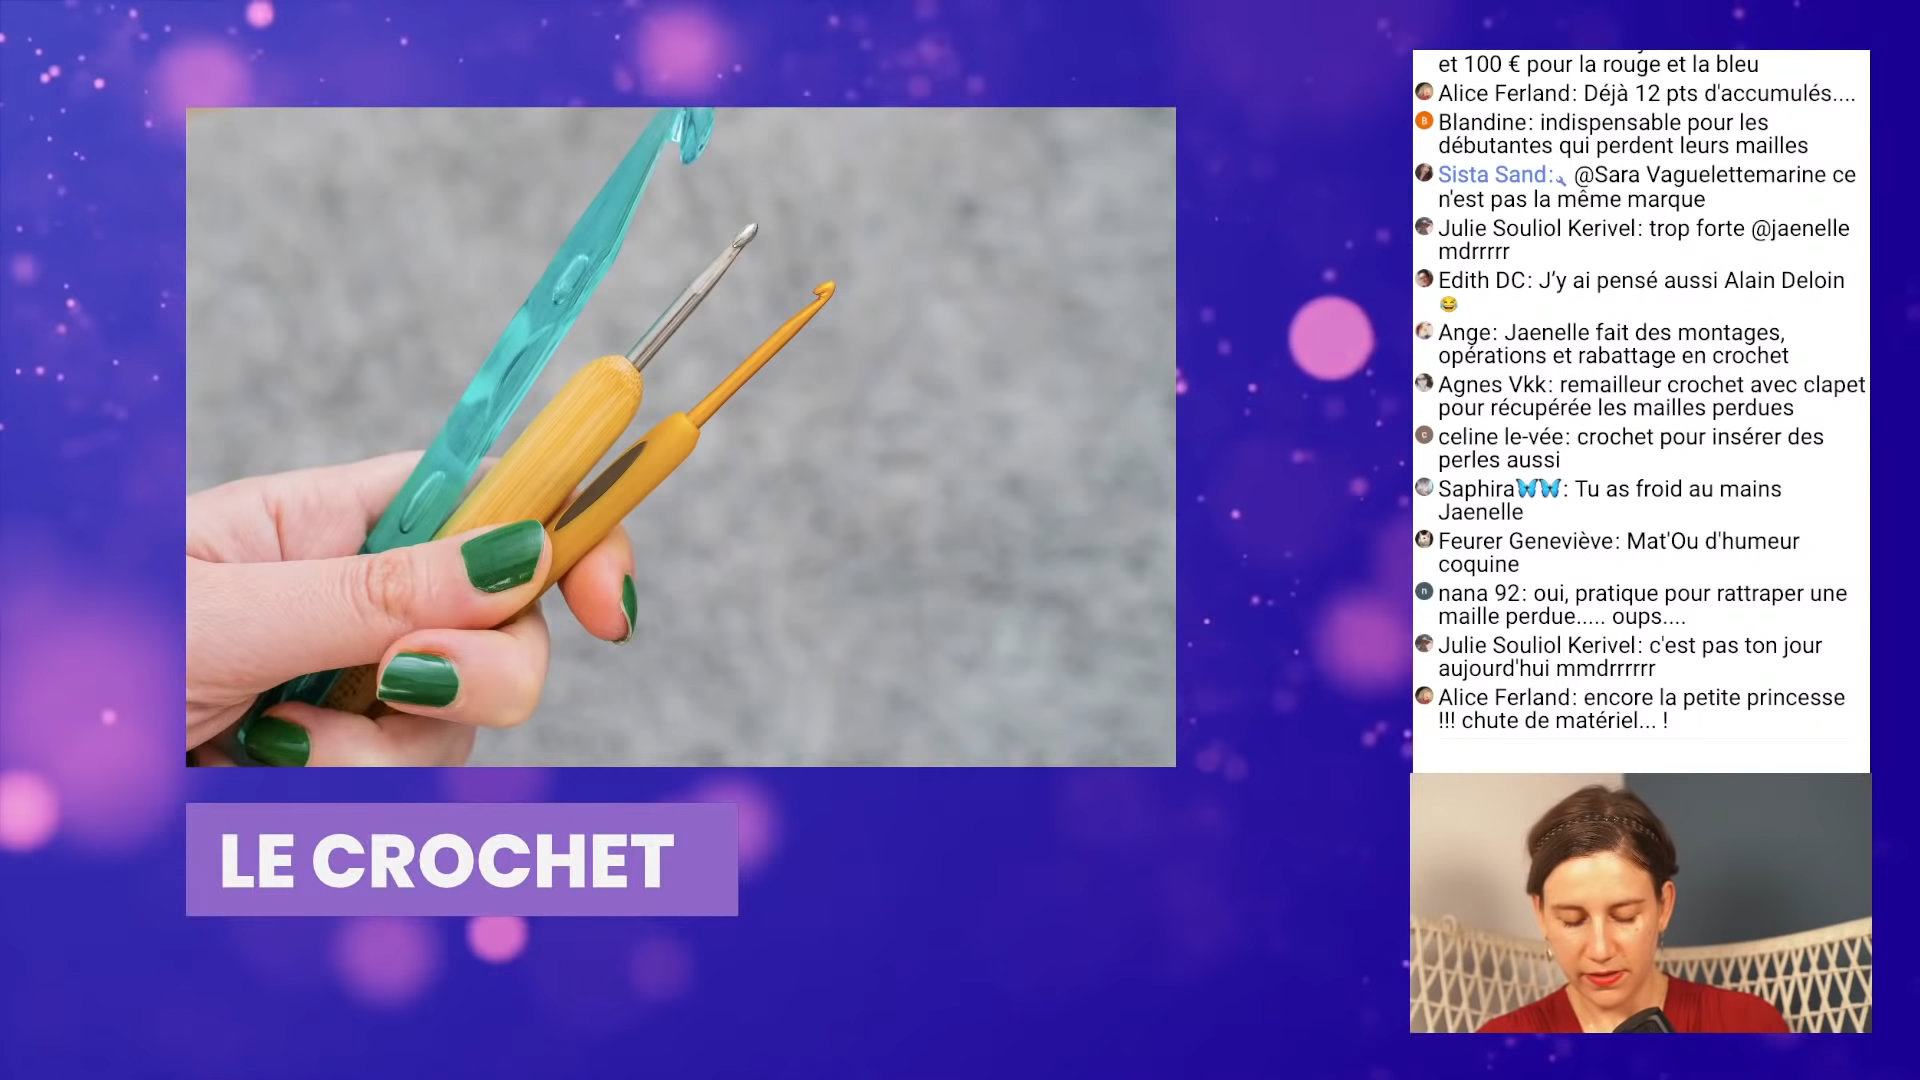 et 100 € pour la rouge et la bleu
Alice Ferland: Déjà 12 pts d'accumulés....
Blandine: indispensable pour les
débutantes qui perdent leurs mailles
Sista Sand: @Sara Vaguelettemarine ce
n'est pas la même marque
Julie Souliol Kerivel: trop forte @jaenelle
mdrrrrr
Edith DC: J’y ai pensé aussi Alain Deloin
😂
Ange: Jaenelle fait des montages,
opérations et rabattage en crochet
Agnes Vkk: remailleur crochet avec clapet
pour récupérée les mailles perdues
celine le-vée: crochet pour insérer des
perles aussi
Saphira🦋🦋: Tu as froid au mains
Jaenelle
Feurer Geneviève: Mat'Ou d'humeur
coquine
nana 92: oui, pratique pour rattraper une
maille perdue..... oups....
Julie Souliol Kerivel: c'est pas ton jour
aujourd'hui mmdrrrrrr
Alice Ferland: encore la petite princesse
!!! chute de matériel... !
LE CROCHET